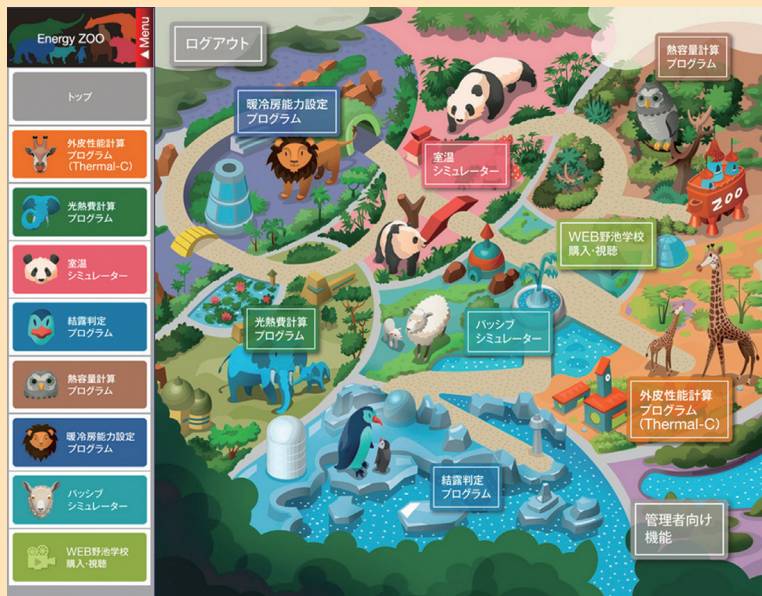 Energy ZOO
▲Menu
トップ
外皮性能計算
プログラム
(Thermal-C)
光熱費計算
プログラム
室温
シミュレーター
結露判定
プログラム
熱容量計算
プログラム
暖冷房能力設定
プログラム
パッシブ
シミュレーター
WEB野池学校
購入・視聴
ログアウト
熱容量計算
プログラム
暖冷房能力設定
プログラム
室温
シミュレーター
ZOO
WEB野池学校
購入・視聴
光熱費計算
プログラム
パッシブ
シミュレーター
外皮性能計算
プログラム
(Thermal-C)
結露判定
プログラム
管理者向け
機能